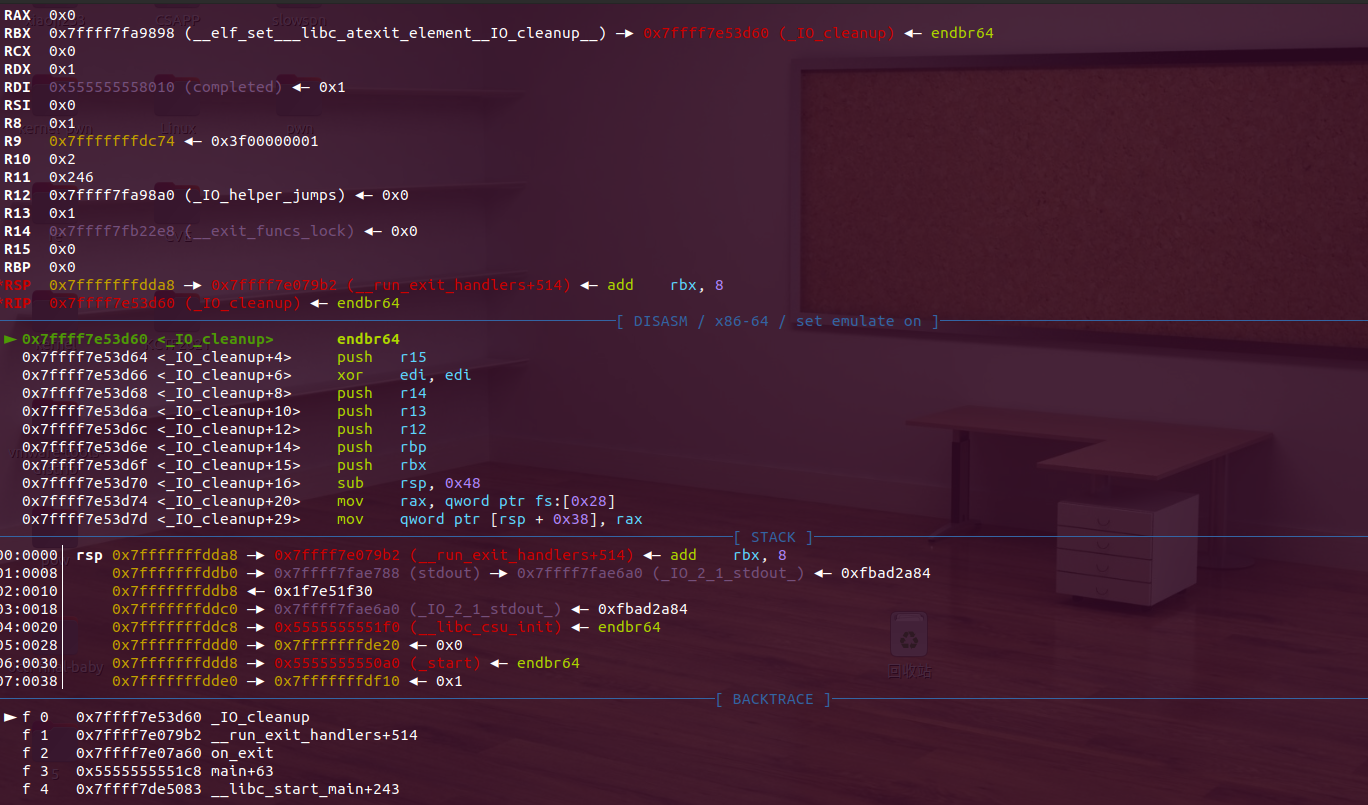 RAX 0x0
RBX 0x7ffff7fa9898 (__elf_set___libc_atexit_element__IO_cleanup__) —▸ 0x7ffff7e53d60 (_IO_cleanup) ◂— endbr64
RCX 0x0
RDX 0x1
RDI 0x555555558010 (completed) ◂— 0x1
RSI 0x0
R8 0x1
R9 0x7fffffffdc74 ◂— 0x3f00000001
R10 0x2
R11 0x246
R12 0x7ffff7fa98a0 (_IO_helper_jumps) ◂— 0x0
R13 0x1
R14 0x7ffff7fb22e8 (__exit_funcs_lock) ◂— 0x0
R15 0x0
RBP 0x0
*RSP 0x7fffffffdda8 —▸ 0x7ffff7e079b2 (__run_exit_handlers+514) ◂— add rbx, 8
*RIP 0x7ffff7e53d60 (_IO_cleanup) ◂— endbr64
[ DISASM / x86-64 / set emulate on ]
► 0x7ffff7e53d60 <_IO_cleanup> endbr64
0x7ffff7e53d64 <_IO_cleanup+4> push r15
0x7ffff7e53d66 <_IO_cleanup+6> xor edi, edi
0x7ffff7e53d68 <_IO_cleanup+8> push r14
0x7ffff7e53d6a <_IO_cleanup+10> push r13
0x7ffff7e53d6c <_IO_cleanup+12> push r12
0x7ffff7e53d6e <_IO_cleanup+14> push rbp
0x7ffff7e53d6f <_IO_cleanup+15> push rbx
0x7ffff7e53d70 <_IO_cleanup+16> sub rsp, 0x48
0x7ffff7e53d74 <_IO_cleanup+20> mov rax, qword ptr fs:[0x28]
0x7ffff7e53d7d <_IO_cleanup+29> mov qword ptr [rsp + 0x38], rax
[ STACK ]
00:0000│ rsp 0x7fffffffdda8 —▸ 0x7ffff7e079b2 (__run_exit_handlers+514) ◂— add rbx, 8
01:0008│ 0x7fffffffddb0 —▸ 0x7ffff7fae788 (stdout) —▸ 0x7ffff7fae6a0 (_IO_2_1_stdout_) ◂— 0xfbad2a84
02:0010│ 0x7fffffffddb8 ◂— 0x1f7e51f30
03:0018│ 0x7fffffffddc0 —▸ 0x7ffff7fae6a0 (_IO_2_1_stdout_) ◂— 0xfbad2a84
04:0020│ 0x7fffffffddc8 —▸ 0x5555555551f0 (__libc_csu_init) ◂— endbr64
05:0028│ 0x7fffffffddd0 —▸ 0x7fffffffde20 ◂— 0x0
06:0030│ 0x7fffffffddd8 —▸ 0x5555555550a0 (_start) ◂— endbr64
07:0038│ 0x7fffffffdde0 —▸ 0x7fffffffdf10 ◂— 0x1
回收站
[ BACKTRACE ]
► f 0 0x7ffff7e53d60 _IO_cleanup
f 1 0x7ffff7e079b2 __run_exit_handlers+514
f 2 0x7ffff7e07a60 on_exit
f 3 0x5555555551c8 main+63
f 4 0x7ffff7de5083 __libc_start_main+243